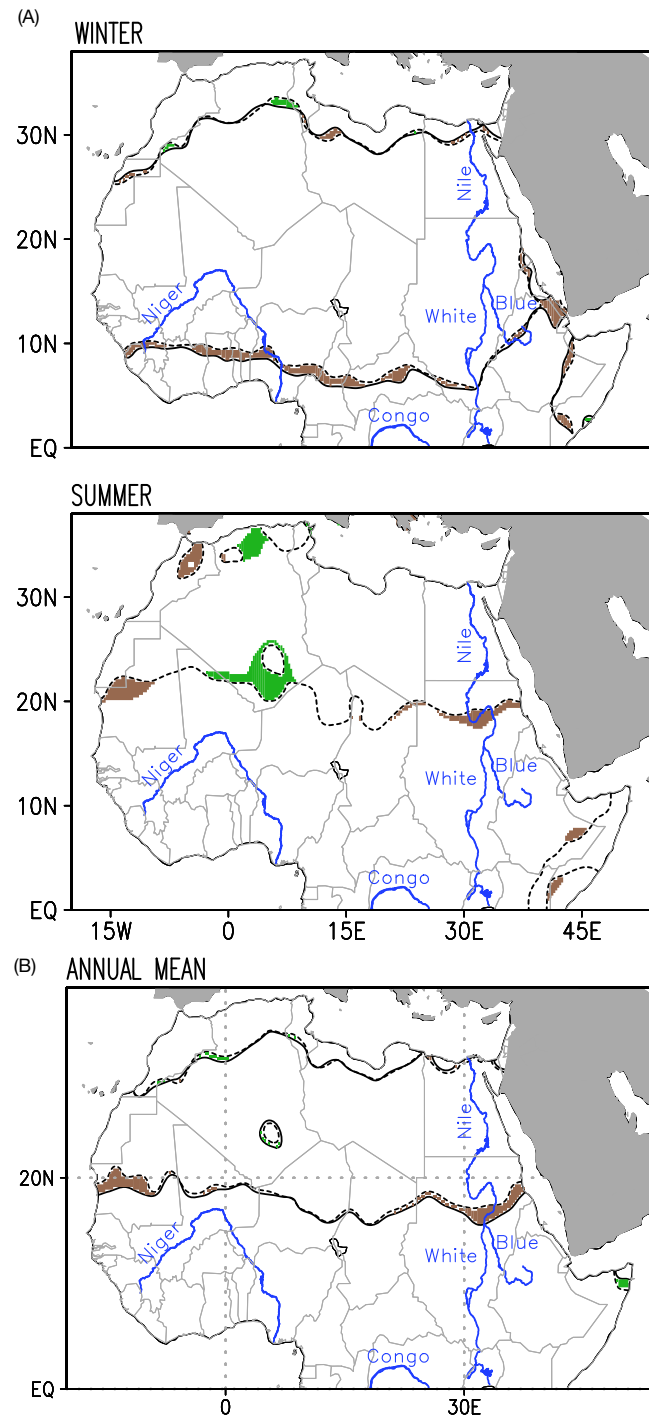 (A)
WINTER
30N
Nile
20N
Niger
White
Blue
10N
Congo
EQ
SUMMER
30N
Nile
20N
Niger
White
Blue
10N
Congo
EQ
15W 0 15E 30E 45E
(B)
ANNUAL MEAN
Nile
20N
Niger
White
Blue
Congo
EQ
0 30E